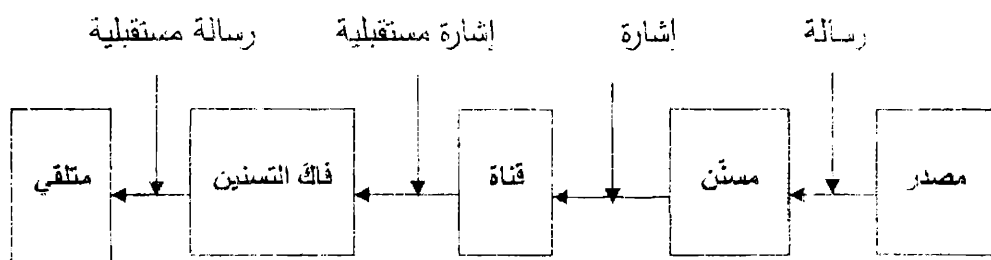 رسالة إشارة إشارة مستقبلية رسالة مستقبلية
مصدر مسنّن قناة فاكّ التسنين متلقي